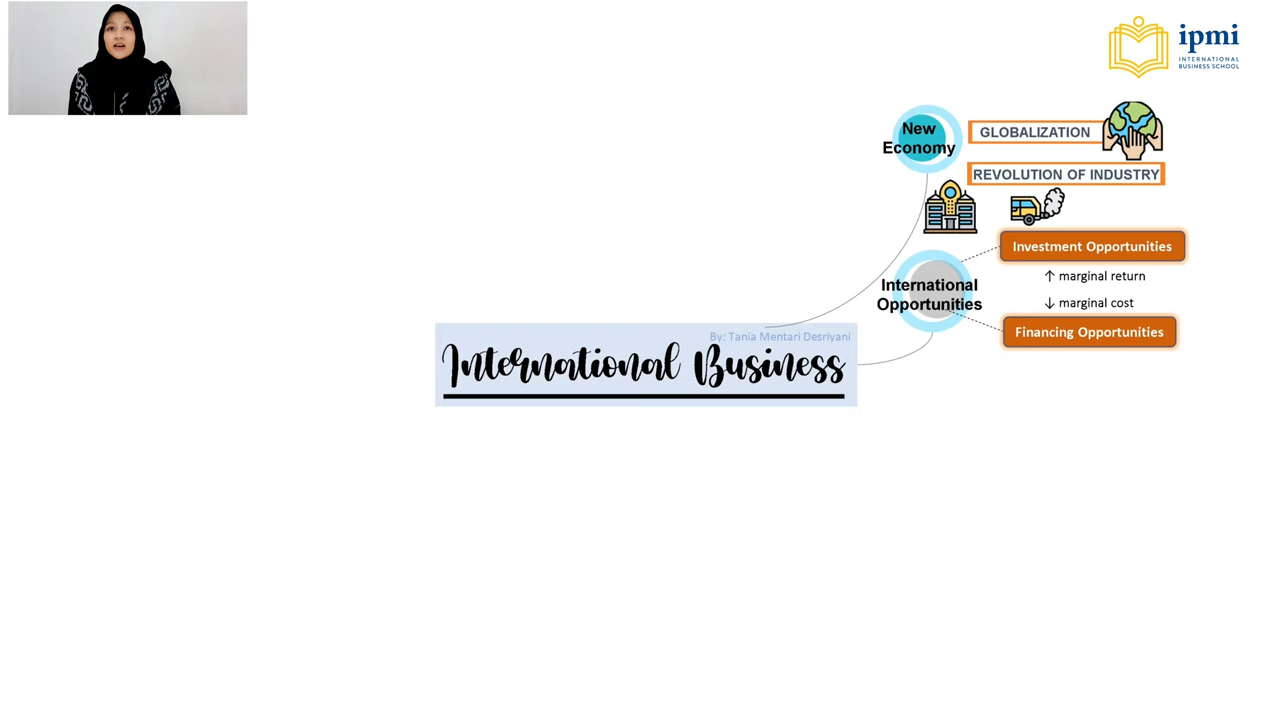 ipmi
INTERNATIONAL
BUSINESS SCHOOL
New
Economy
GLOBALIZATION
REVOLUTION OF INDUSTRY
International
Opportunities
Investment Opportunities
↑ marginal return
↓ marginal cost
Financing Opportunities
By: Tania Mentari Desriyani
International Business